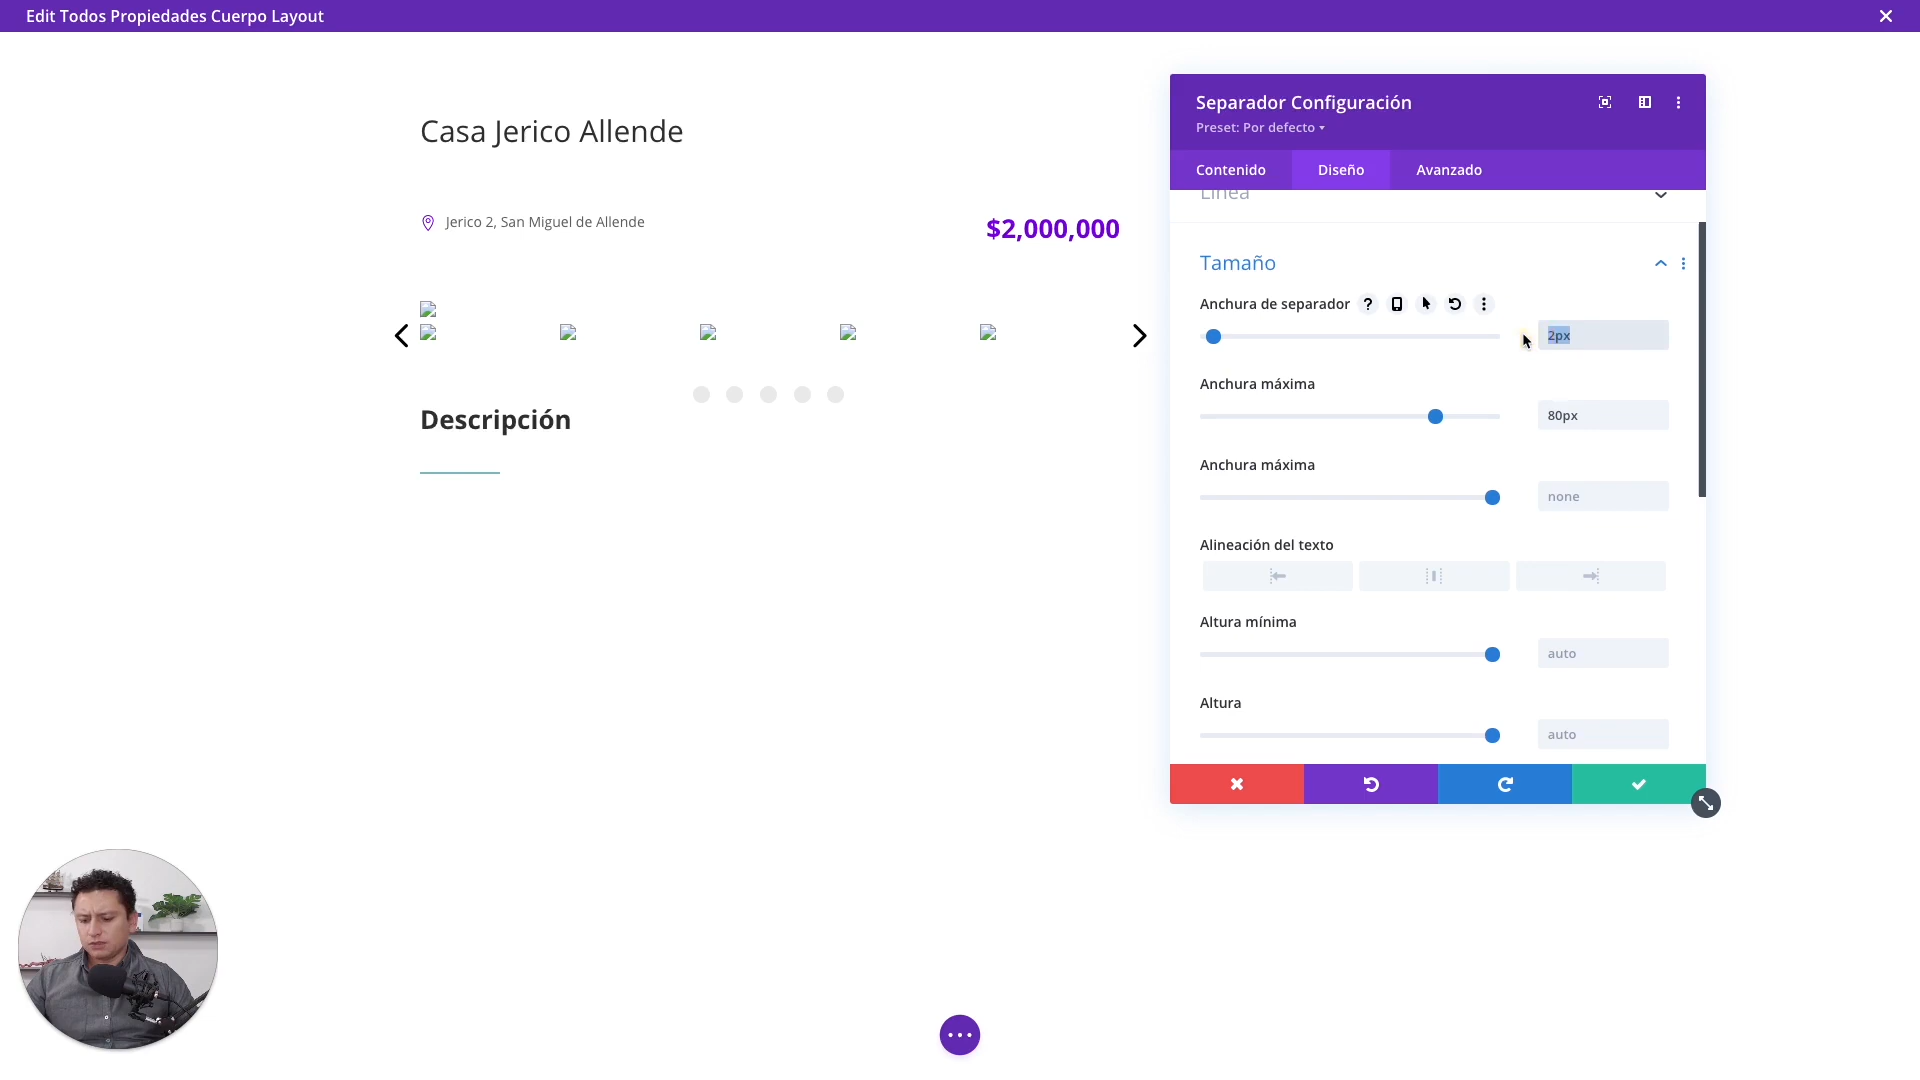 Edit Todos Propiedades Cuerpo Layout
Casa Jerico Allende
Jerico 2, San Miguel de Allende
$2,000,000
Descripción
Separador Configuración
Preset: Por defecto
Contenido
Diseño
Avanzado
Línea
Tamaño
Anchura de separador
2px
Anchura máxima
80px
Anchura máxima
none
Alineación del texto
Altura mínima
auto
Altura
auto